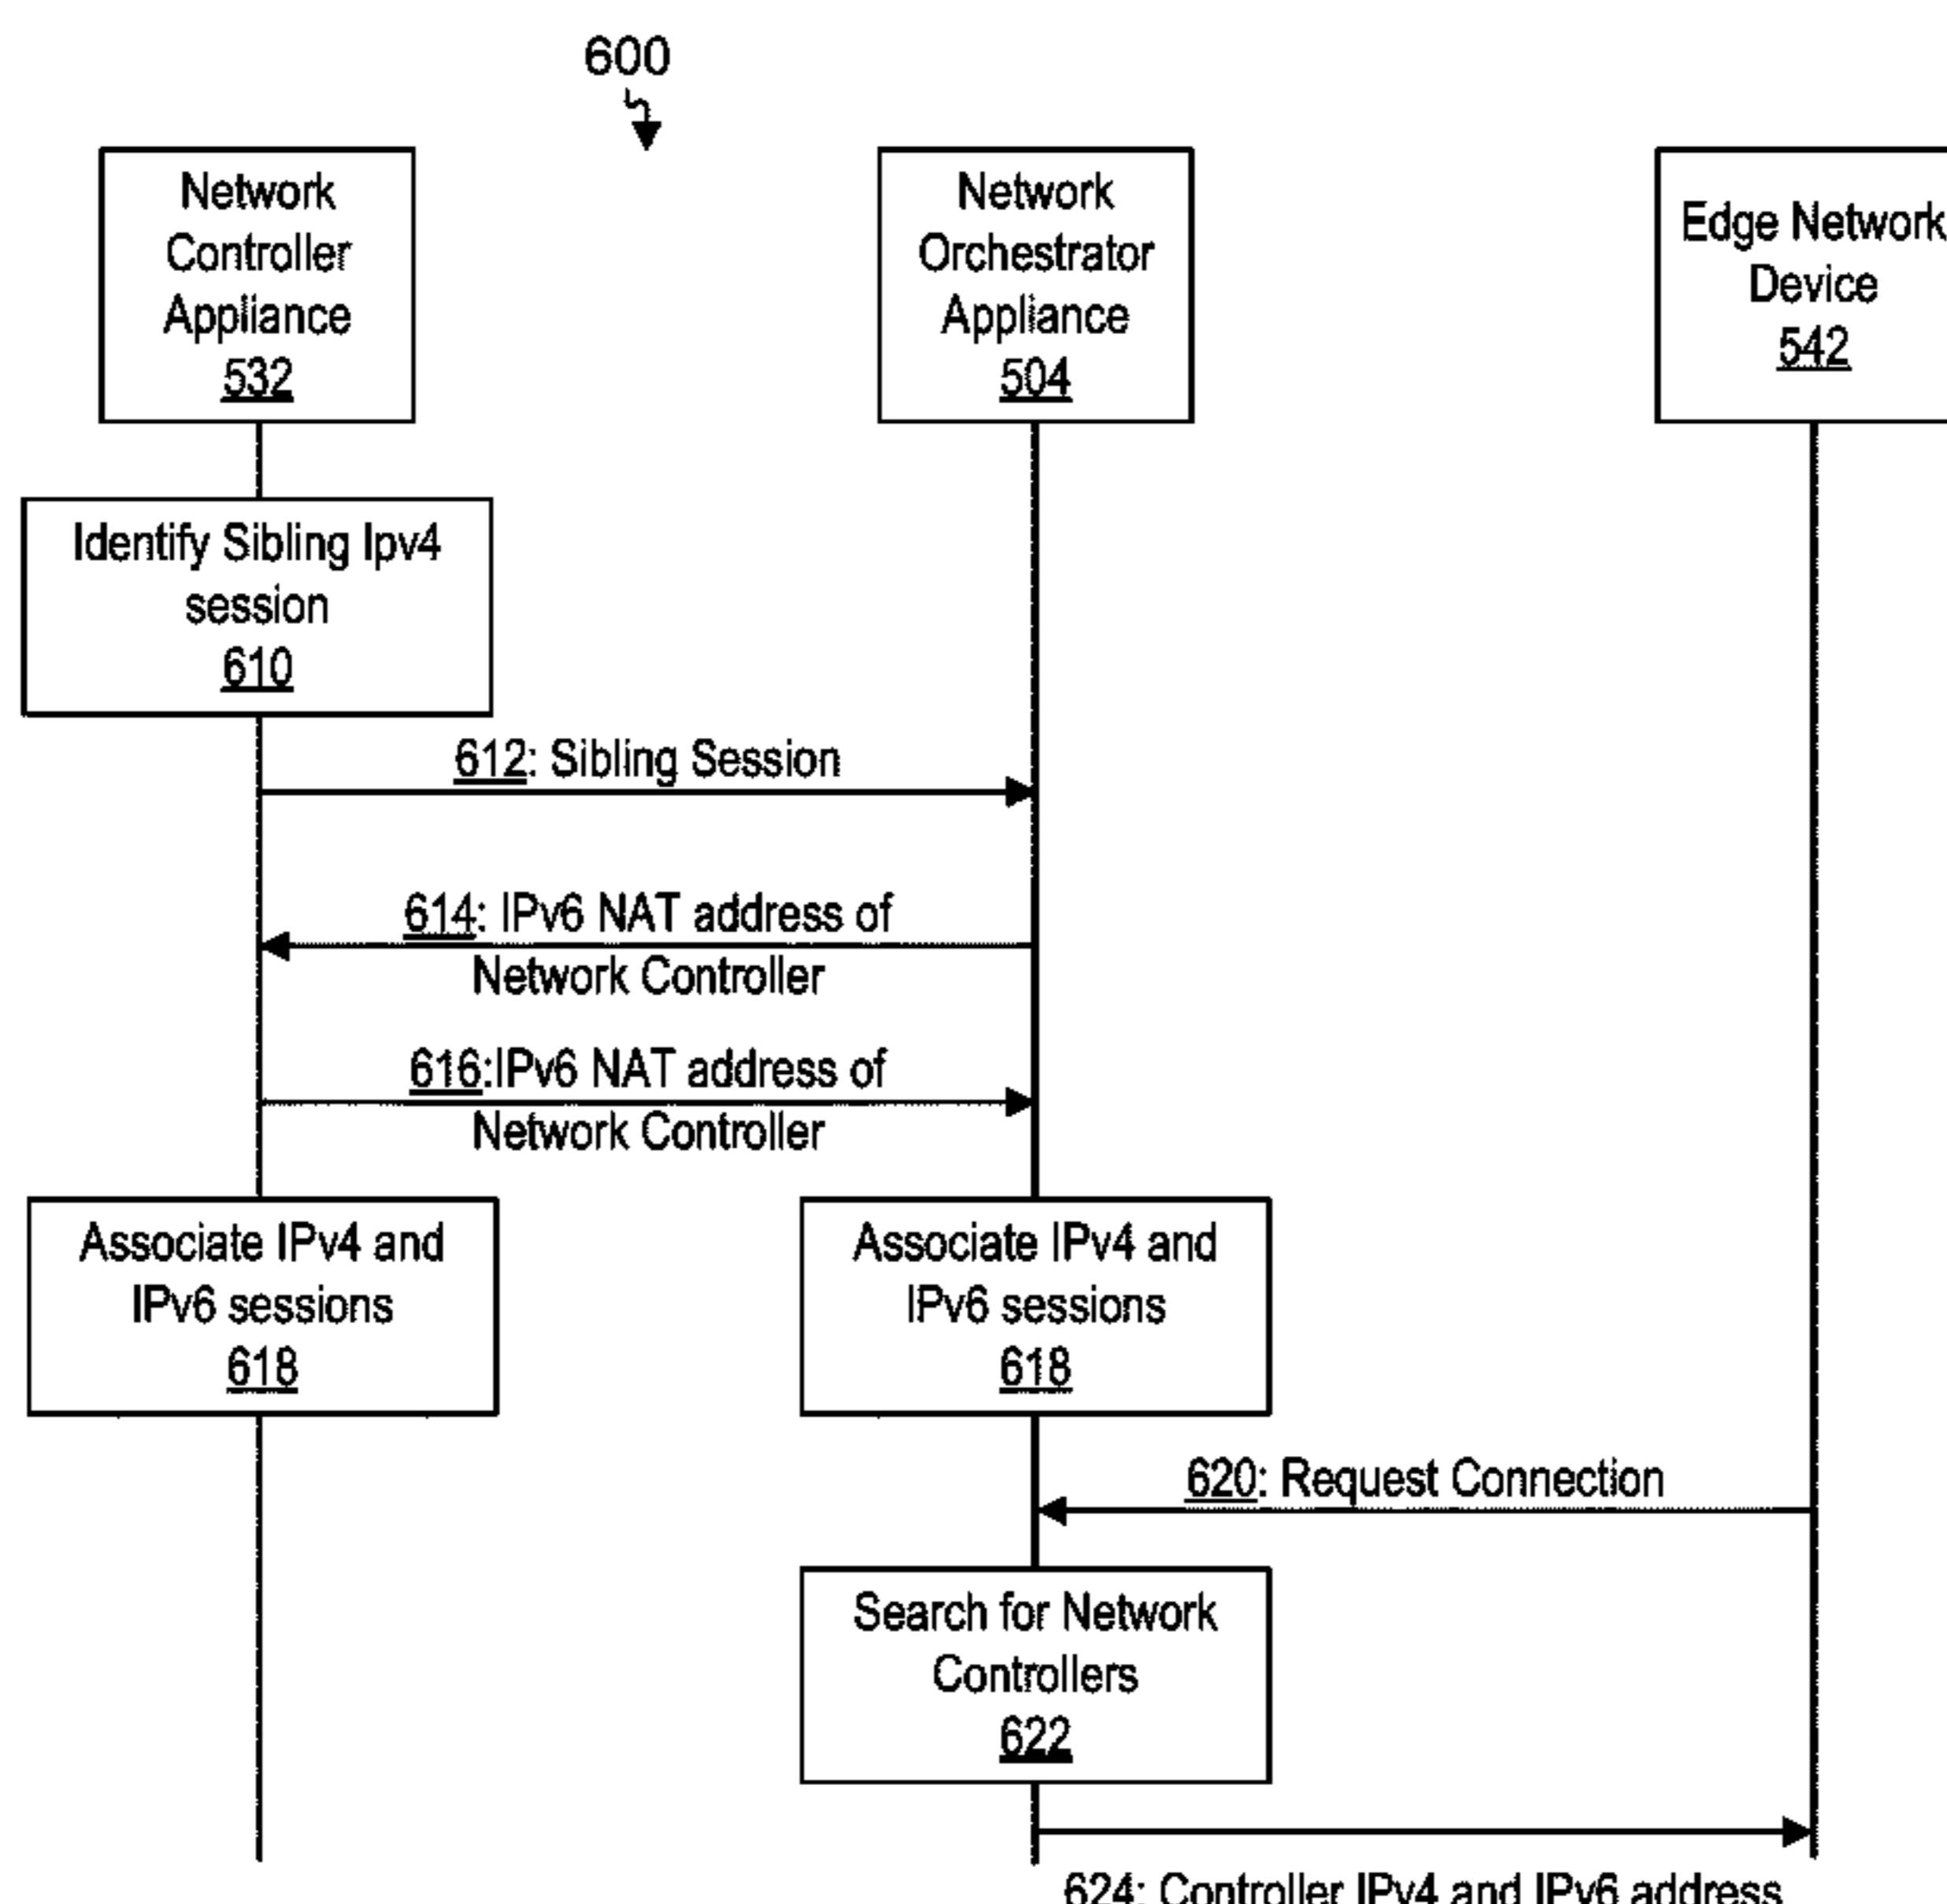 600
Network
Controller
Appliance
532
Network
Orchestrator
Appliance
504
Edge Network
Device
542
Identify Sibling Ipv4
session
610
612: Sibling Session
614: IPv6 NAT address of
Network Controller
616:IPv6 NAT address of
Network Controller
Associate IPv4 and
IPv6 sessions
618
Associate IPv4 and
IPv6 sessions
618
620: Request Connection
Search for Network
Controllers
622
624: Controller IPv4 and IPv6 address